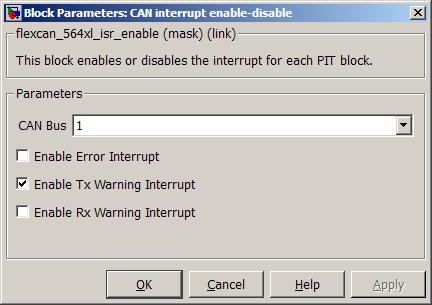 Block Parameters: CAN interrupt enable-disable
flexcan_564xl_isr_enable (mask) (link)
This block enables or disables the interrupt for each PIT block.
Parameters
CAN Bus 1
Enable Error Interrupt
Enable Tx Warning Interrupt
Enable Rx Warning Interrupt
OK Cancel Help Apply